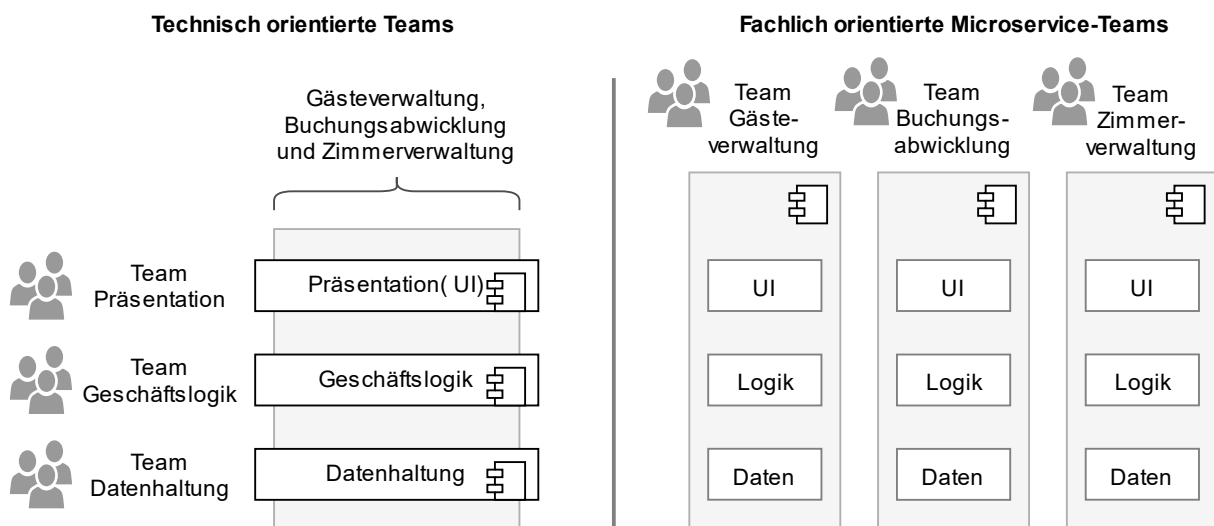 Technisch orientierte Teams
Gästeverwaltung,
Buchungsabwicklung
und Zimmerverwaltung
Team
Präsentation
Präsentation( UI)
Team
Geschäftslogik
Geschäftslogik
Team
Datenhaltung
Datenhaltung
Fachlich orientierte Microservice-Teams
Team
Gäste-
verwaltung
Team
Buchungs-
abwicklung
Team
Zimmer-
verwaltung
UI
UI
UI
Logik
Logik
Logik
Daten
Daten
Daten